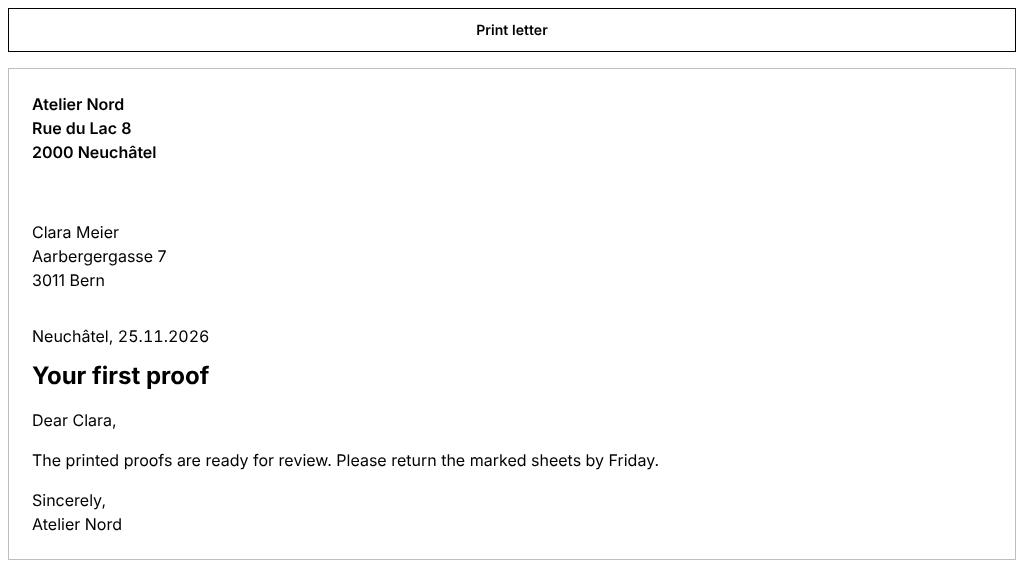 Print letter
Atelier Nord
Rue du Lac 8
2000 Neuchâtel
Clara Meier
Aarbergergasse 7
3011 Bern
Neuchâtel, 25.11.2026
Your first proof
Dear Clara,
The printed proofs are ready for review. Please return the marked sheets by Friday.
Sincerely,
Atelier Nord